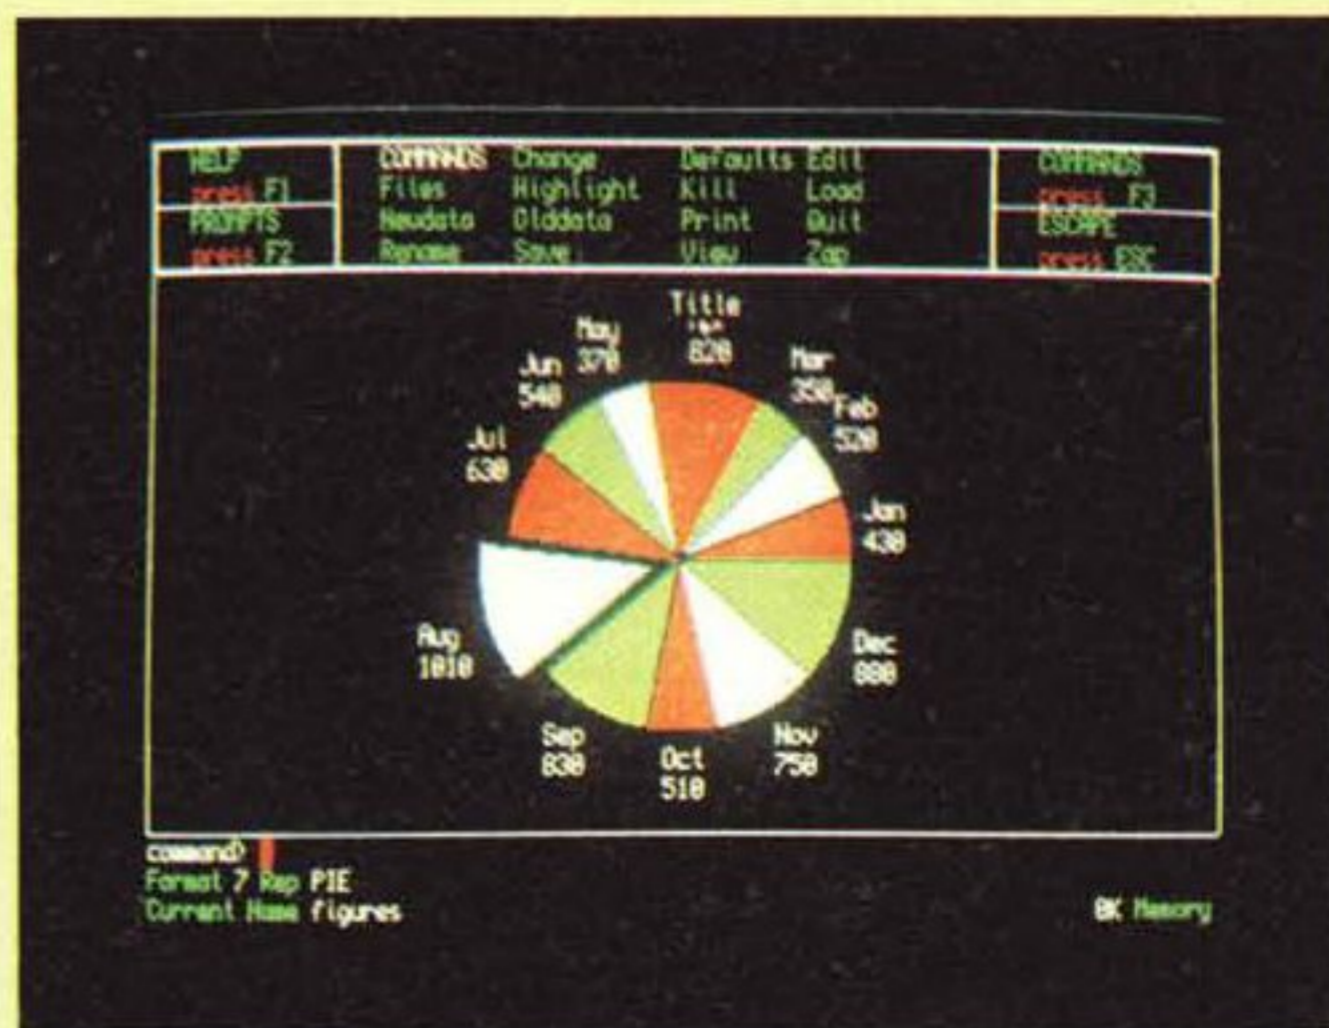 HELP
press F1
PROMPTS
press F2
COMMANDS Change Defaults Edit
Files Highlight Kill Load
Newdata Olddata Print Quit
Rename Save View Zap
COMMANDS
press F3
ESCAPE
press ESC
Title
820
May
370
Mar
350
Jun
540
Feb
520
Jul
630
Jan
430
Aug
1010
Dec
880
Sep
830
Oct
510
Nov
750
command>
Format 7 Rep PIE
Current Name figures
0K Memory